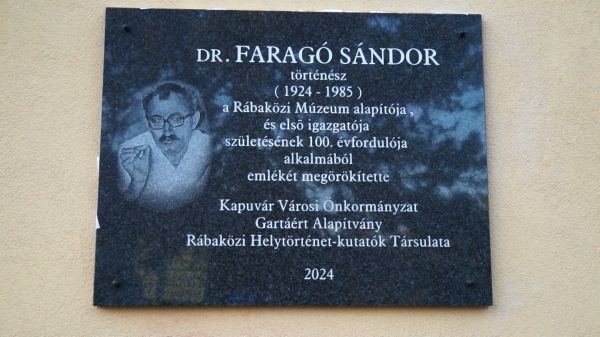 DR. FARAGÓ SÁNDOR
történész
( 1924 - 1985 )
a Rábaközi Múzeum alapítója ,
és első igazgatója
születésének 100. évfordulója
alkalmából
emlékét megörökítette
Kapuvár Városi Önkormányzat
Gartáért Alapítvány
Rábaközi Helytörténet-kutatók Társulata
2024